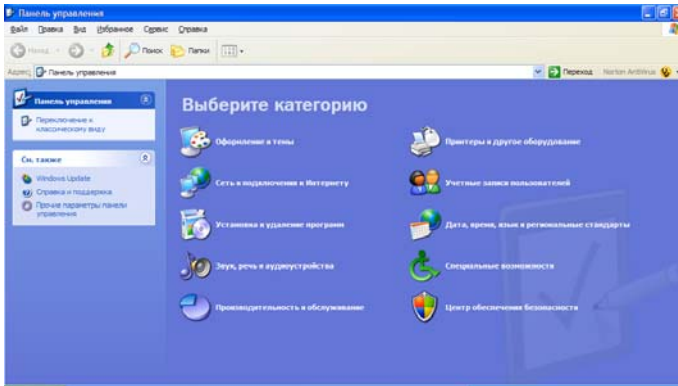 Панель управления
Файл Правка Вид Избранное Сервис Справка
Назад Поиск Папки
Адрес: Панель управления Переход Norton AntiVirus
Панель управления
Переключение к
классическому виду
См. также
Windows Update
Справка и поддержка
Прочие параметры панели
управления
Выберите категорию
Оформление и темы
Принтеры и другое оборудование
Сеть и подключения к Интернету
Учетные записи пользователей
Установка и удаление программ
Дата, время, язык и региональные стандарты
Звук, речь и аудиоустройства
Специальные возможности
Производительность и обслуживание
Центр обеспечения безопасности